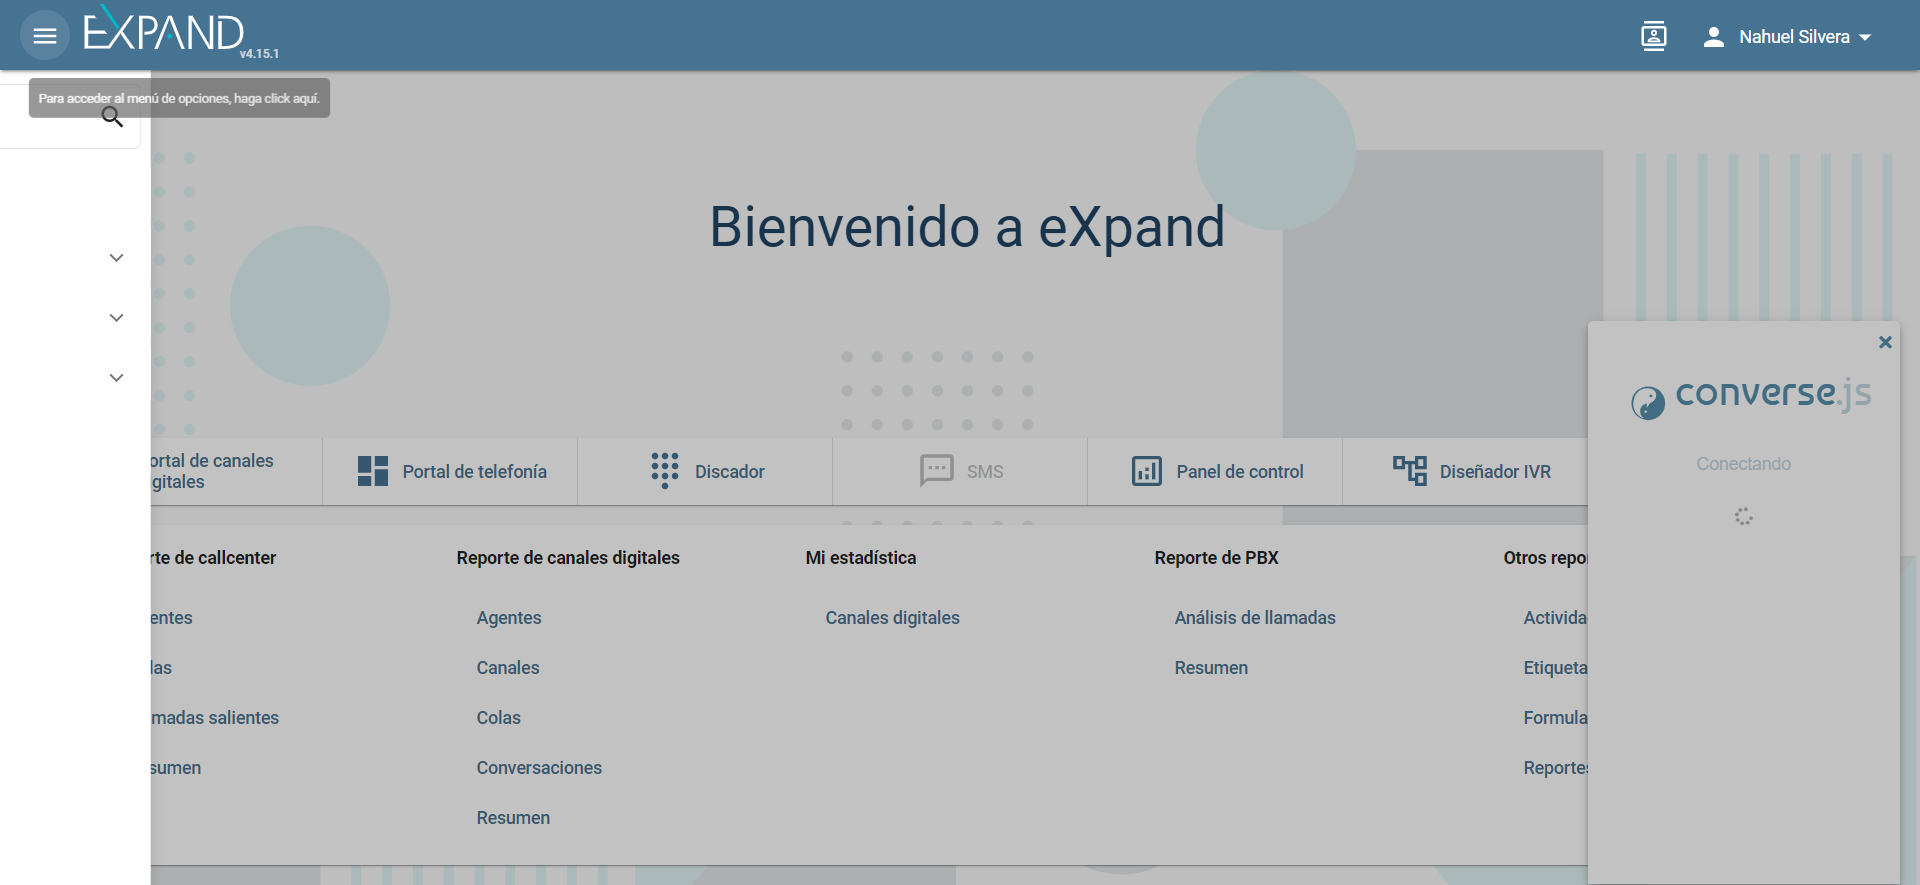 EXPAND
v4.15.1
Nahuel Silvera
Para acceder al menú de opciones, haga click aquí.
Bienvenido a eXpand
converse.js
Conectando
ortal de canales
gitales
Portal de telefonía
Discador
SMS
Panel de control
Diseñador IVR
rte de callcenter
entes
las
madas salientes
sumen
Reporte de canales digitales
Agentes
Canales
Colas
Conversaciones
Resumen
Mi estadística
Canales digitales
Reporte de PBX
Análisis de llamadas
Resumen
Otros repo
Activida
Etiqueta
Formula
Reportes